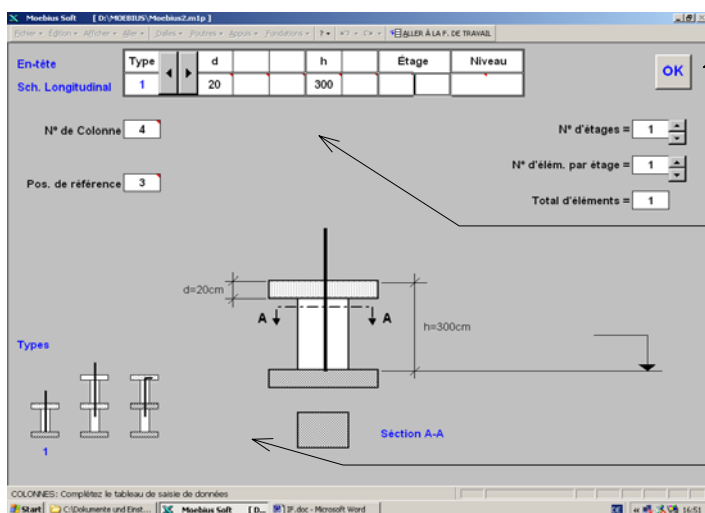 Moebius Soft [ D:\MOEBIUS\Moebius2.m1p ]
Fichier Édition Afficher Aller Dalles Poutres Appuis Fundations ? ALLER À LA F. DE TRAVAIL
En-tête Type d h Étage Niveau
Sch. Longitudinal 1 20 300
OK
N° de Colonne 4
N° d'étages = 1
N° d'élém. par étage = 1
Pos. de référence 3
Total d'éléments = 1
d=20cm
A A
h=300cm
Types
Séction A-A
1
COLONNES: Complétez le tableau de saisie de données
Start C:\Dokumente und Einst... Moebius Soft [ D... IF.doc - Microsoft Word 16:51